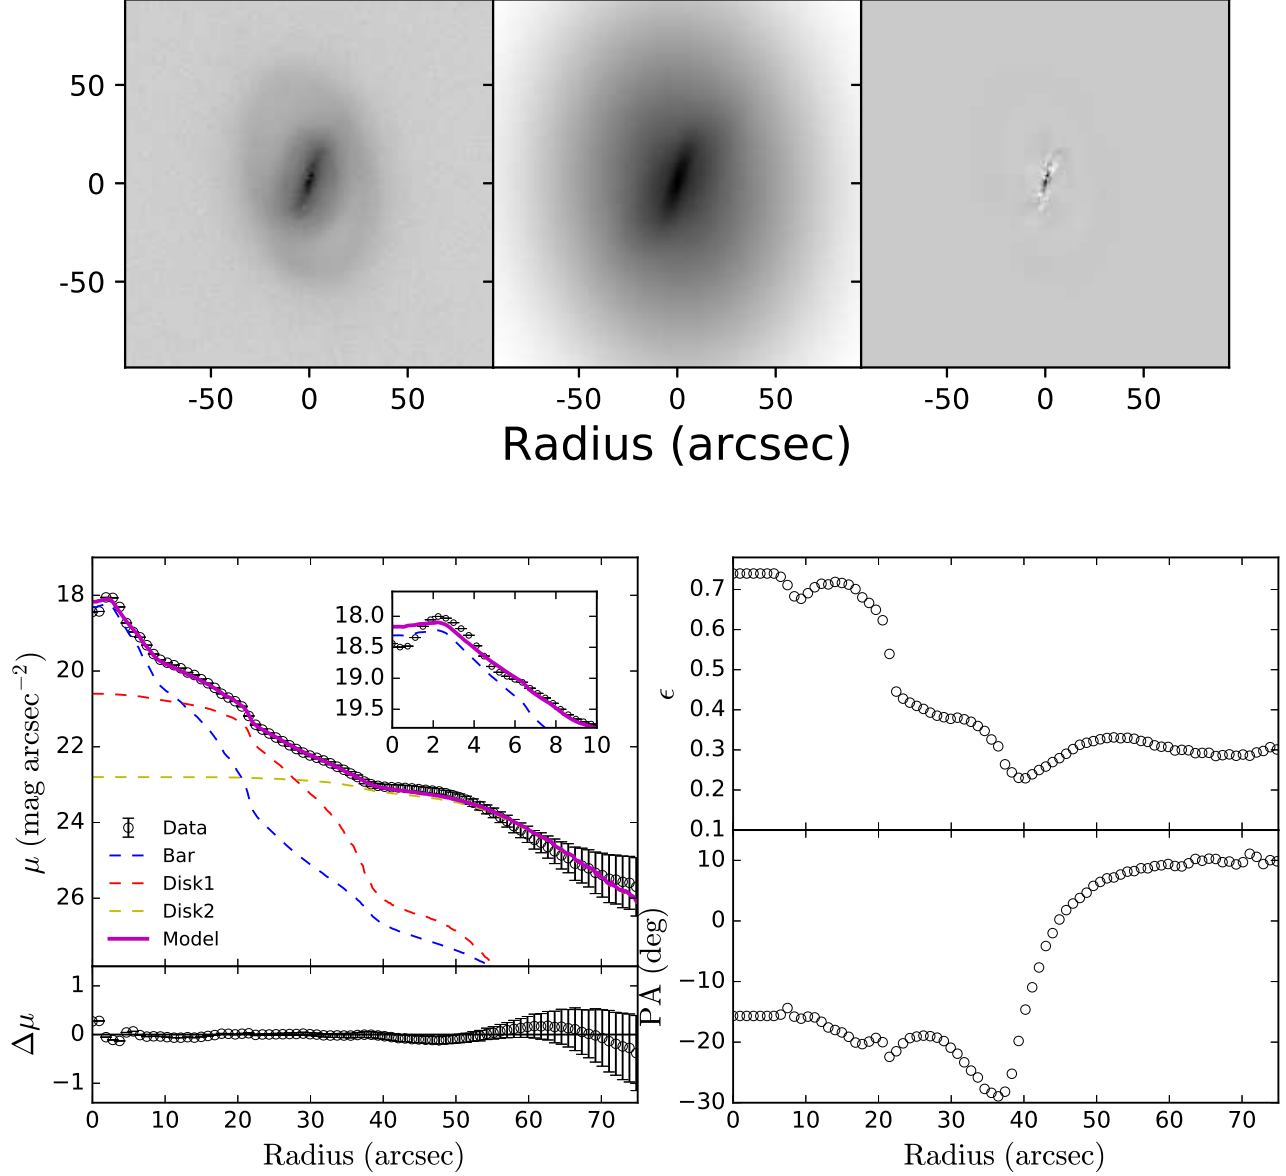 50
0
-50
-50 0 50 -50 0 50 -50 0 50
Radius (arcsec)
18
20
22
24
26
μ (mag arcsec⁻²)
18.0
18.5
19.0
19.5
0 2 4 6 8 10
Data
Bar
Disk1
Disk2
Model
1
0
−1
Δμ
0 10 20 30 40 50 60 70
Radius (arcsec)
0.7
0.6
0.5
0.4
0.3
0.2
0.1
ϵ
10
0
−10
−20
−30
PA (deg)
0 10 20 30 40 50 60 70
Radius (arcsec)